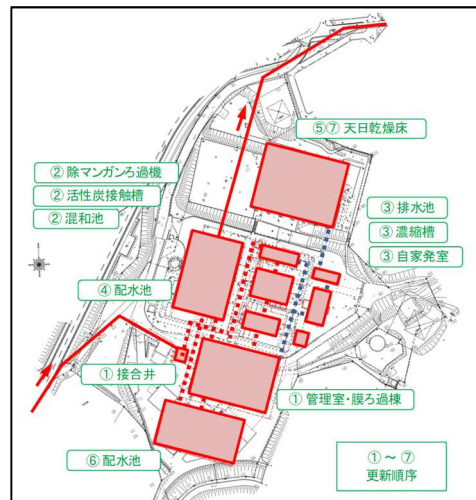 ⑤⑦ 天日乾燥床
② 除マンガンろ過機
② 活性炭接触槽
② 混和池
③ 排水池
③ 濃縮槽
③ 自家発室
④ 配水池
① 接合井
① 管理室・膜ろ過棟
⑥ 配水池
① ～ ⑦
更新順序